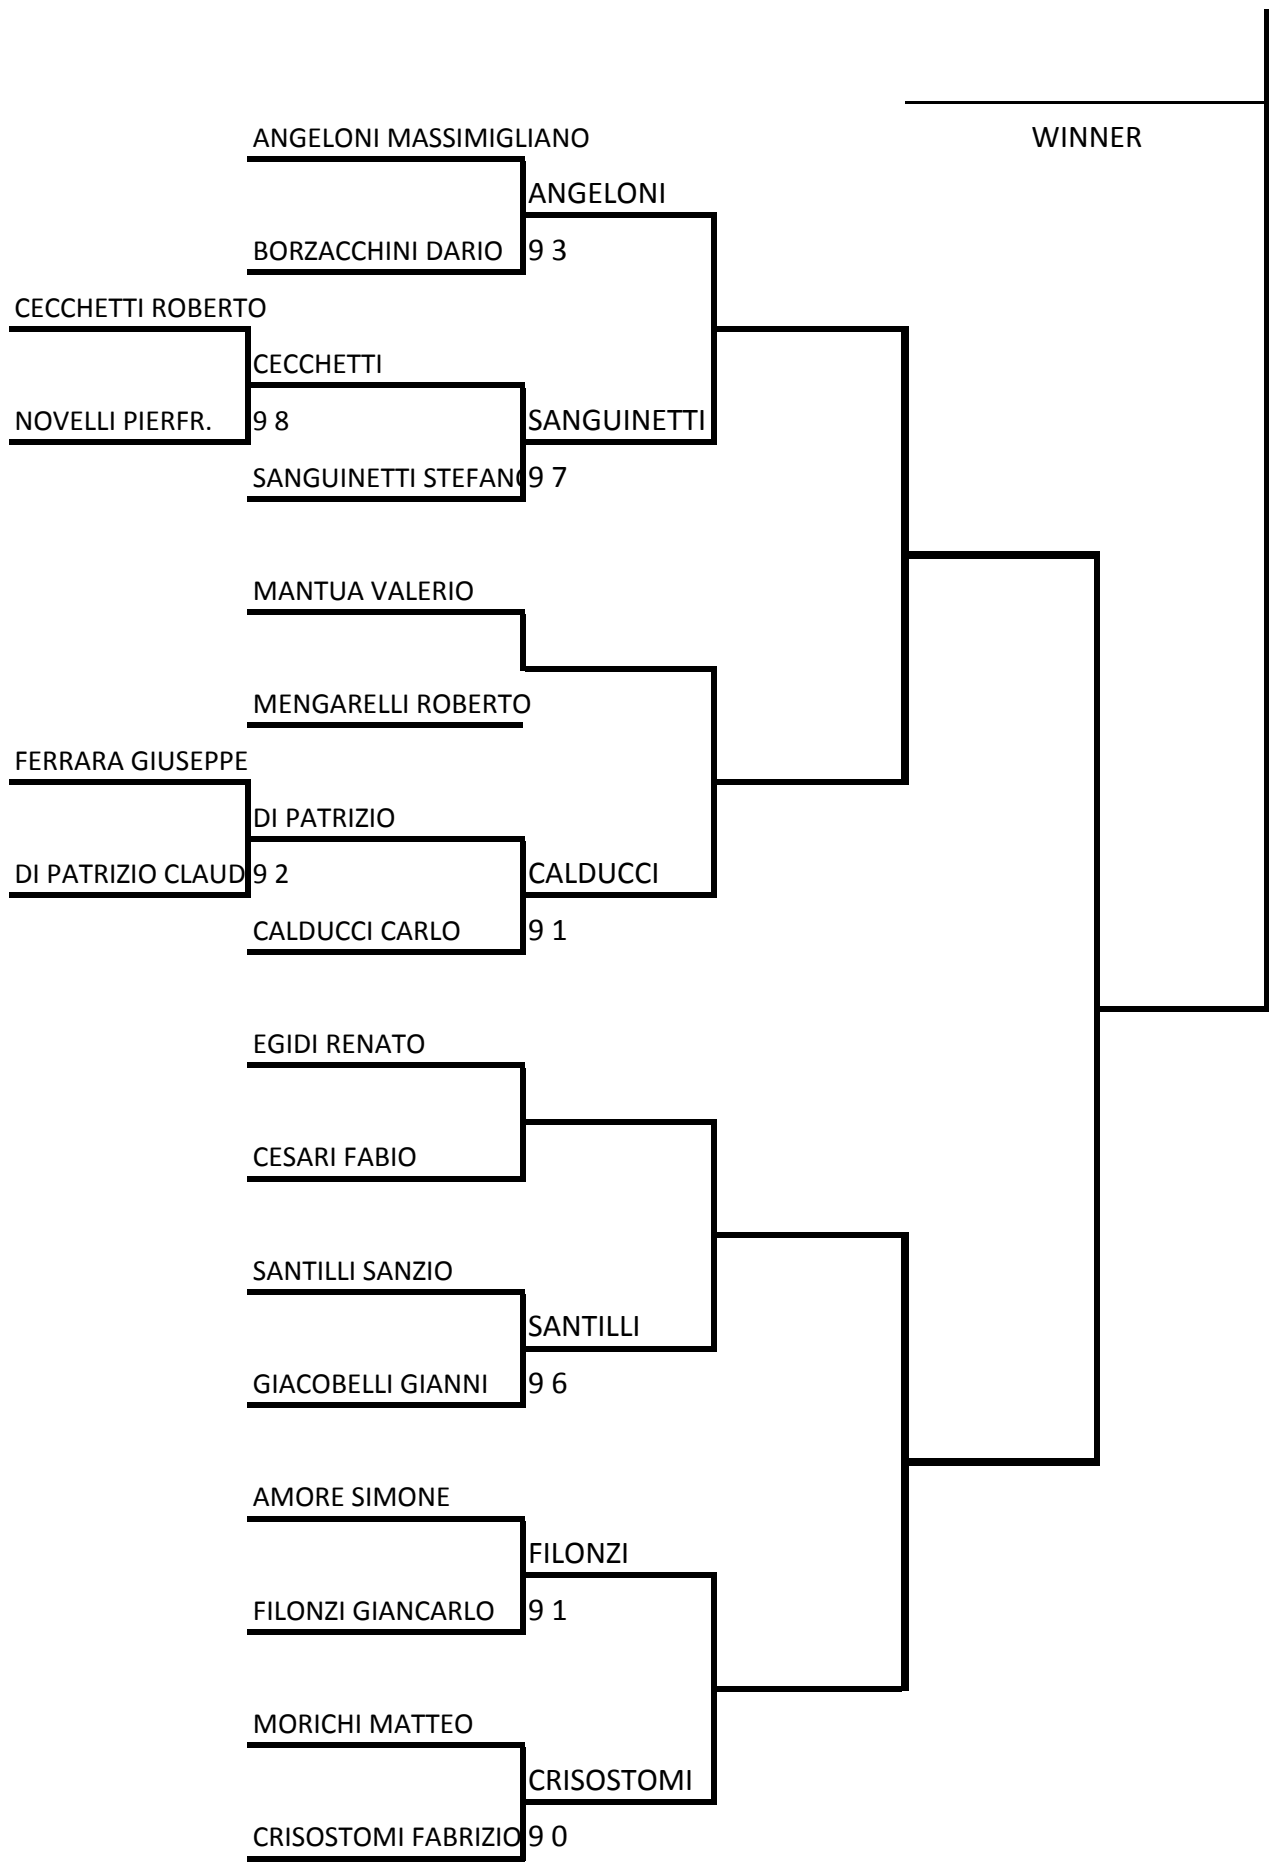 WINNER
ANGELONI MASSIMIGLIANO
ANGELONI
BORZACCHINI DARIO
9 3
CECCHETTI ROBERTO
CECCHETTI
NOVELLI PIERFR.
9 8
SANGUINETTI
SANGUINETTI STEFANO
9 7
MANTUA VALERIO
MENGARELLI ROBERTO
FERRARA GIUSEPPE
DI PATRIZIO
DI PATRIZIO CLAUD
9 2
CALDUCCI
CALDUCCI CARLO
9 1
EGIDI RENATO
CESARI FABIO
SANTILLI SANZIO
SANTILLI
GIACOBELLI GIANNI
9 6
AMORE SIMONE
FILONZI
FILONZI GIANCARLO
9 1
MORICHI MATTEO
CRISOSTOMI
CRISOSTOMI FABRIZIO
9 0